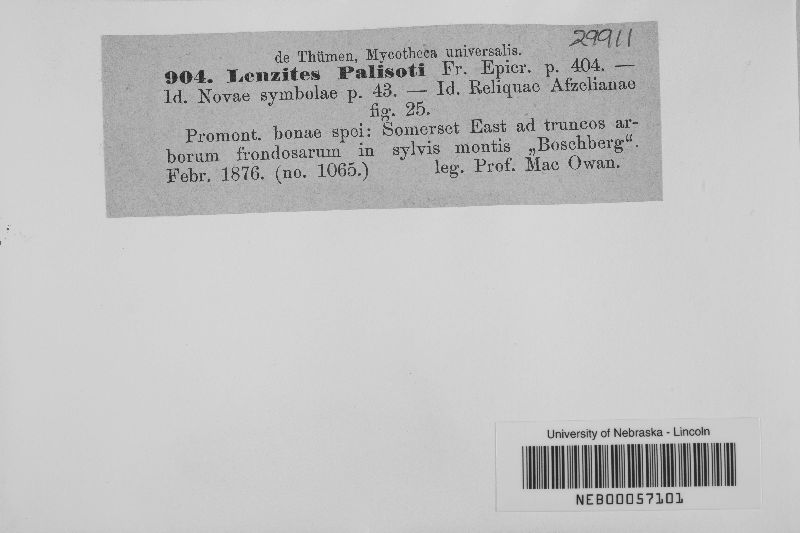 29911
de Thümen, Mycotheca universalis.
904. Lenzites Palisoti Fr. Epicr. p. 404. —
Id. Novae symbolae p. 43. — Id. Reliquae Afzelianae
fig. 25.
Promont. bonae spei: Somerset East ad truncos ar-
borum frondosarum in sylvis montis „Boschberg“.
Febr. 1876. (no. 1065.) leg. Prof. Mac Owan.
University of Nebraska - Lincoln
NEB00057101